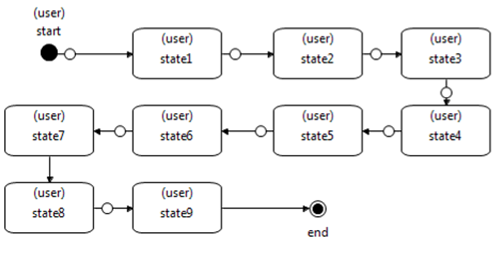 (user)
start
(user)
state1
(user)
state2
(user)
state3
(user)
state7
(user)
state6
(user)
state5
(user)
state4
(user)
state8
(user)
state9
end